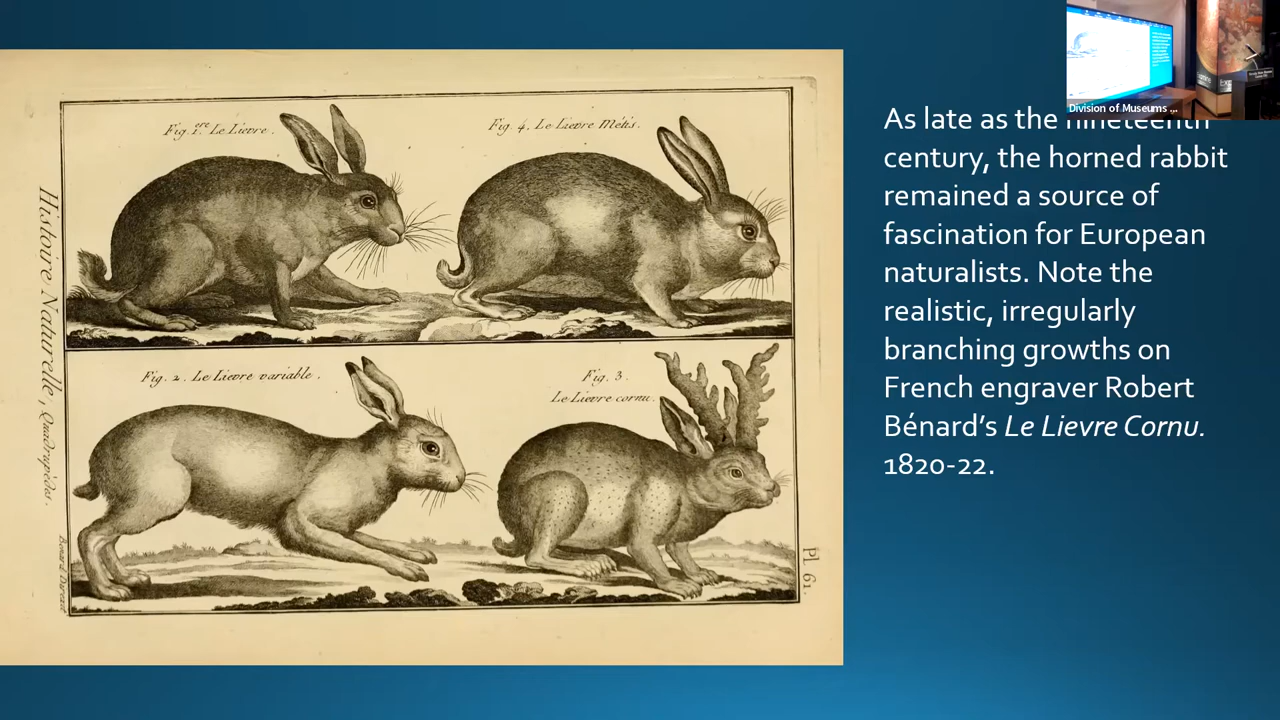 Division of Museums ...
As late as the nineteenth
century, the horned rabbit
remained a source of
fascination for European
naturalists. Note the
realistic, irregularly
branching growths on
French engraver Robert
Bénard's Le Lievre Cornu.
1820-22.
Fig. 1.ere Le Lievre.
Fig. 4. Le Lievre Métis.
Fig. 2. Le Lievre variable.
Fig. 3.
Le Lievre cornu.
Histoire Naturelle, Quadrupèdes.
Benard Direxit
Pl. 61.